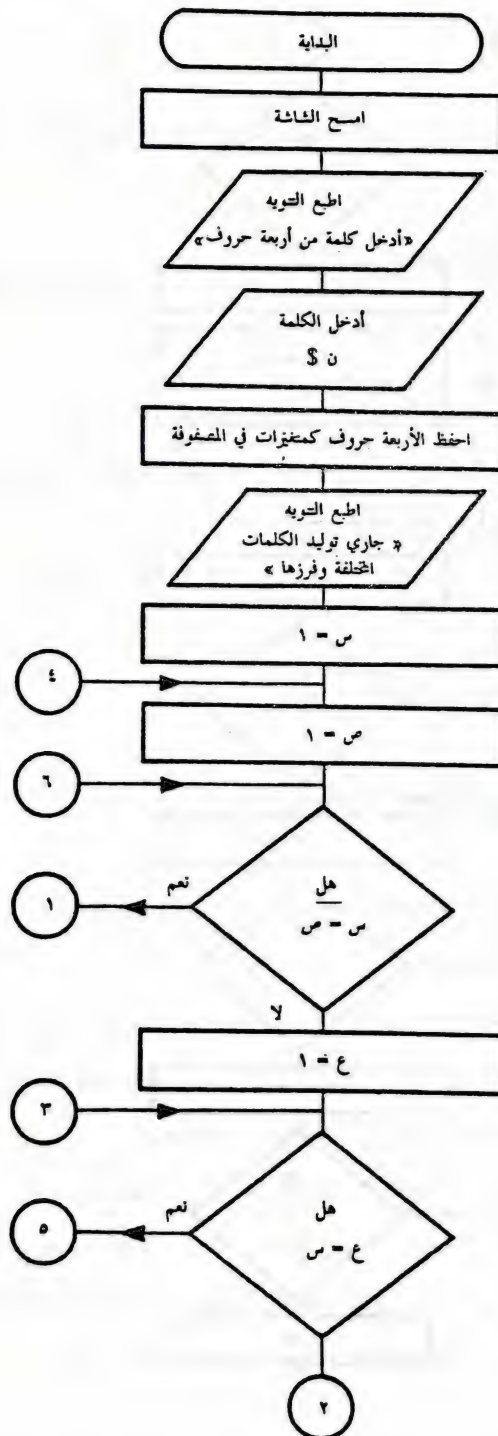 البداية
امسح الشاشة
اطبع التنويه
«أدخل كلمة من أربعة حروف»
أدخل الكلمة
ن $
احفظ الأربعة حروف كمتغيرات في المصفوفة
اطبع التنويه
« جاري توليد الكلمات
المختلفة وفرزها »
س = ١
٤
ص = ١
٦
هل
س = ص
نعم
١
لا
ع = ١
٣
هل
ع = س
نعم
٥
٢